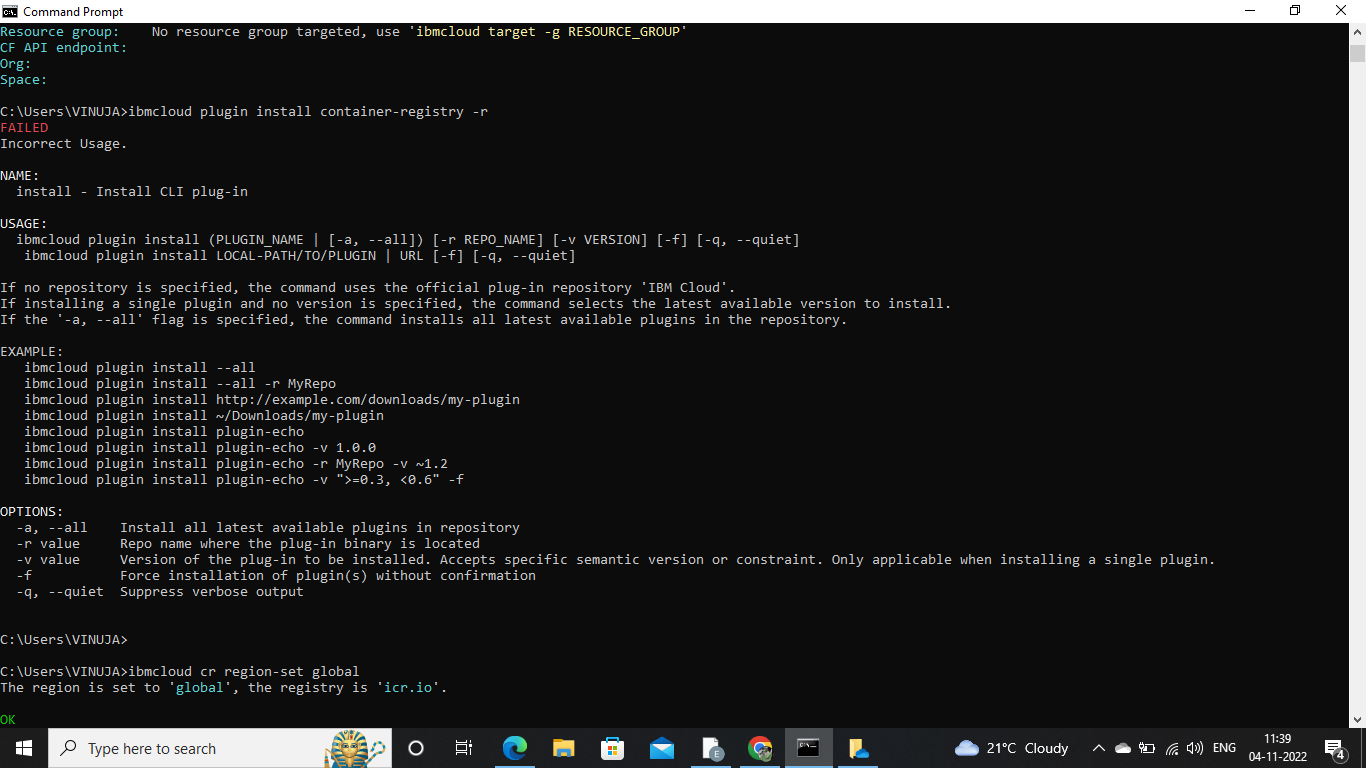 Command Prompt
Resource group:    No resource group targeted, use 'ibmcloud target -g RESOURCE_GROUP'
CF API endpoint:
Org:
Space:
C:\Users\VINUJA>ibmcloud plugin install container-registry -r
FAILED
Incorrect Usage.
NAME:
  install - Install CLI plug-in
USAGE:
  ibmcloud plugin install (PLUGIN_NAME | [-a, --all]) [-r REPO_NAME] [-v VERSION] [-f] [-q, --quiet]
   ibmcloud plugin install LOCAL-PATH/TO/PLUGIN | URL [-f] [-q, --quiet]
If no repository is specified, the command uses the official plug-in repository 'IBM Cloud'.
If installing a single plugin and no version is specified, the command selects the latest available version to install.
If the '-a, --all' flag is specified, the command installs all latest available plugins in the repository.
EXAMPLE:
   ibmcloud plugin install --all
   ibmcloud plugin install --all -r MyRepo
   ibmcloud plugin install http://example.com/downloads/my-plugin
   ibmcloud plugin install ~/Downloads/my-plugin
   ibmcloud plugin install plugin-echo
   ibmcloud plugin install plugin-echo -v 1.0.0
   ibmcloud plugin install plugin-echo -r MyRepo -v ~1.2
   ibmcloud plugin install plugin-echo -v ">=0.3, <0.6" -f
OPTIONS:
  -a, --all    Install all latest available plugins in repository
  -r value     Repo name where the plug-in binary is located
  -v value     Version of the plug-in to be installed. Accepts specific semantic version or constraint. Only applicable when installing a single plugin.
  -f           Force installation of plugin(s) without confirmation
  -q, --quiet  Suppress verbose output
C:\Users\VINUJA>
C:\Users\VINUJA>ibmcloud cr region-set global
The region is set to 'global', the registry is 'icr.io'.
OK
Type here to search
21°C Cloudy
ENG
11:39
04-11-2022
4